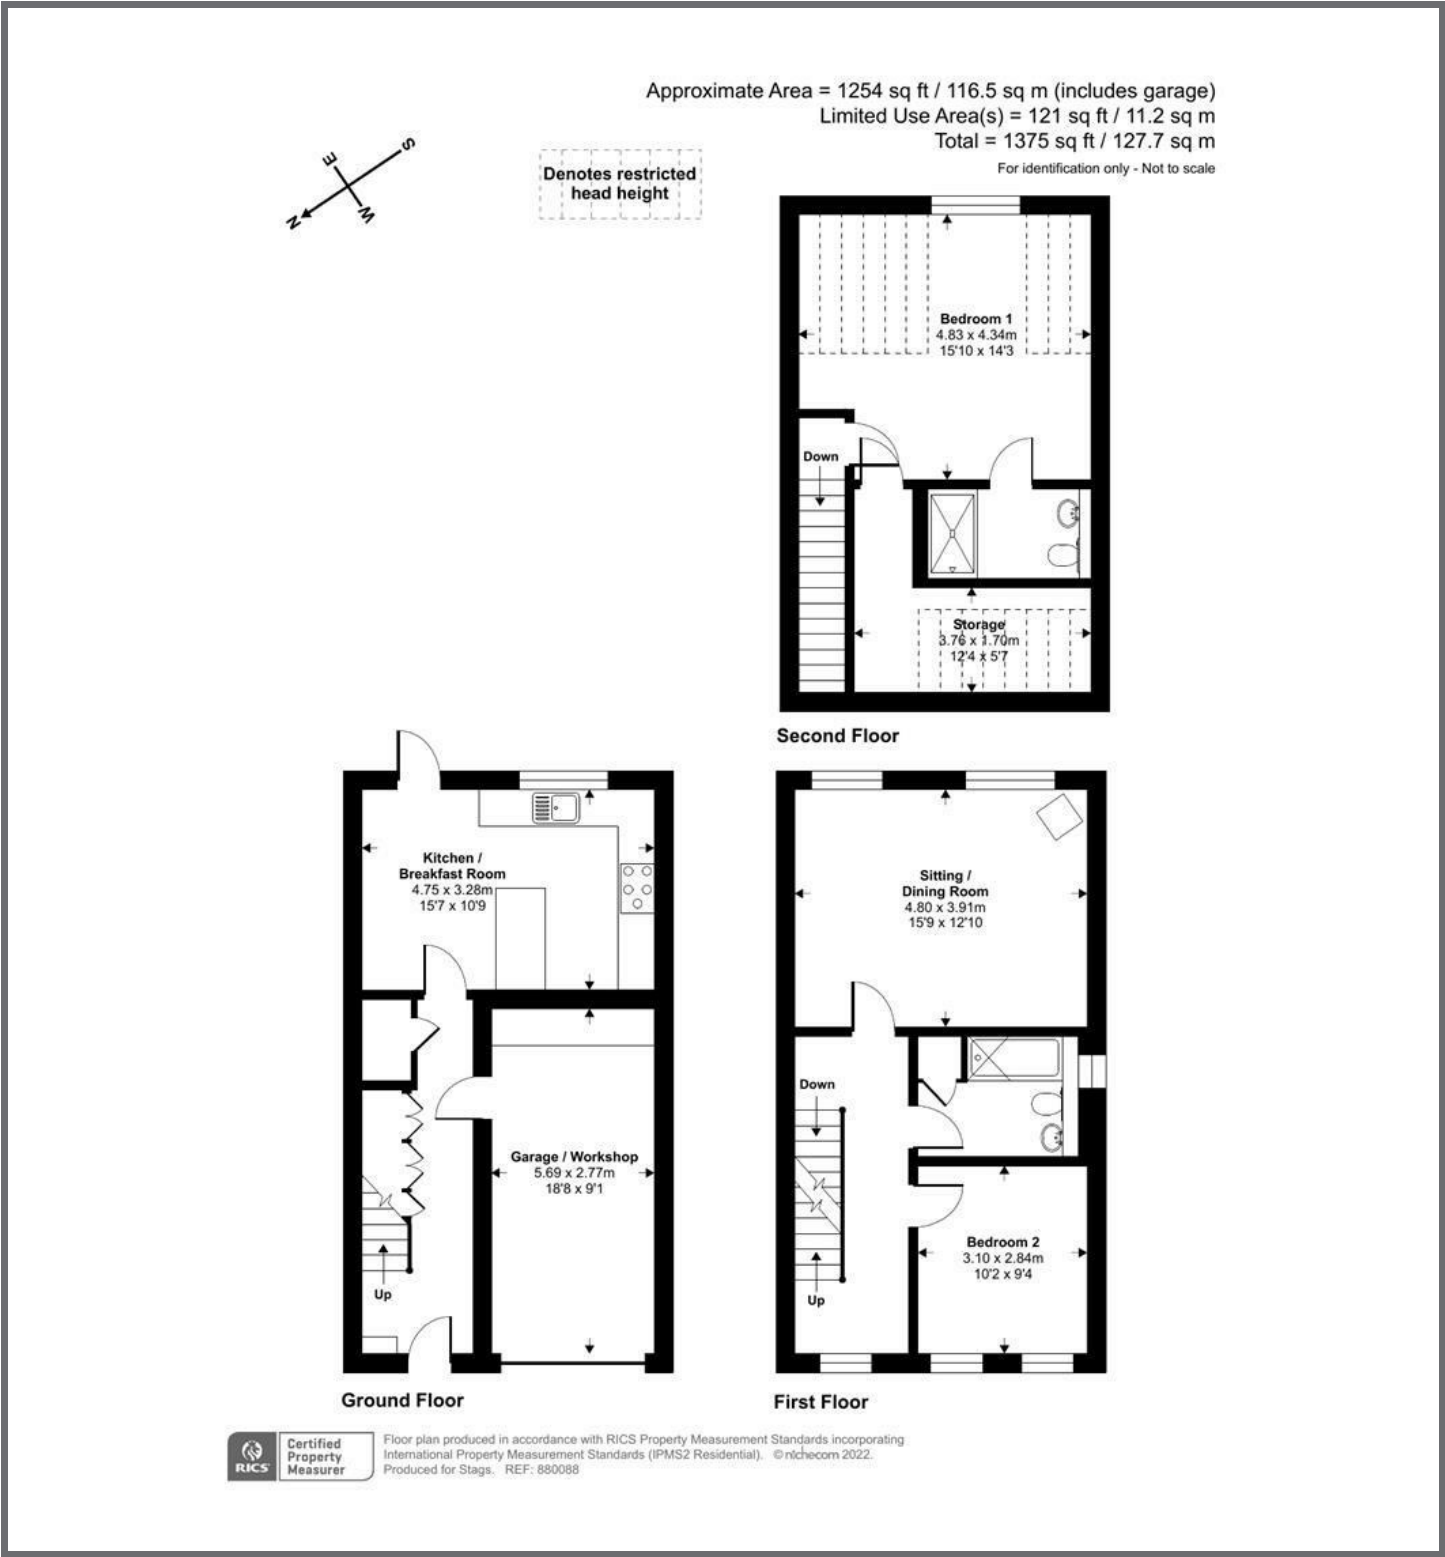 Approximate Area = 1254 sq ft / 116.5 sq m (includes garage)
Limited Use Area(s) = 121 sq ft / 11.2 sq m
Total = 1375 sq ft / 127.7 sq m
For identification only - Not to scale
S
E
W
N
Denotes restricted
head height
Bedroom 1
4.83 x 4.34m
15'10 x 14'3
Down
Storage
3.76 x 1.70m
12'4 x 5'7
Second Floor
Kitchen /
Breakfast Room
4.75 x 3.28m
15'7 x 10'9
Garage / Workshop
5.69 x 2.77m
18'8 x 9'1
Up
Ground Floor
Sitting /
Dining Room
4.80 x 3.91m
15'9 x 12'10
Down
Bedroom 2
3.10 x 2.84m
10'2 x 9'4
Up
First Floor
RICS
Certified
Property
Measurer
Floor plan produced in accordance with RICS Property Measurement Standards incorporating
International Property Measurement Standards (IPMS2 Residential). © nichecom 2022.
Produced for Stags. REF: 880088